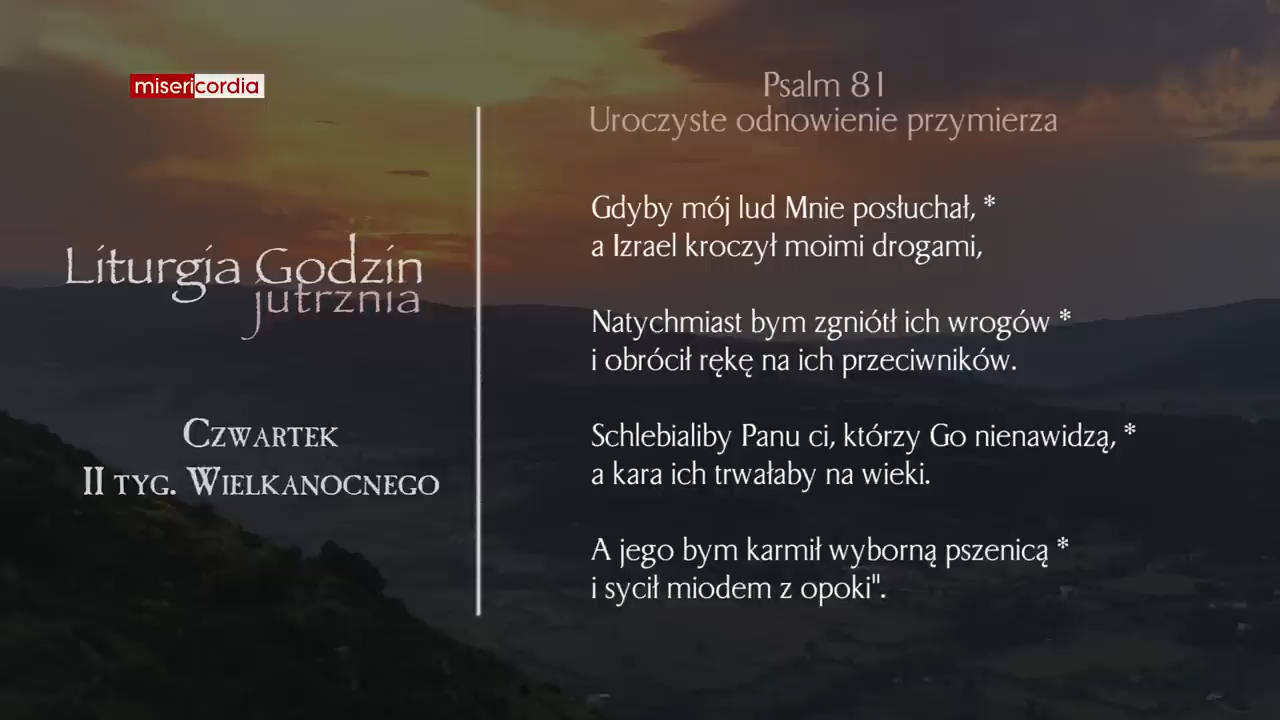 misericordia
Liturgia Godzin
jutrznia
Czwartek
II tyg. Wielkanocnego
Psalm 81
Uroczyste odnowienie przymierza
Gdyby mój lud Mnie posłuchał, *
a Izrael kroczył moimi drogami,
Natychmiast bym zgniótł ich wrogów *
i obrócił rękę na ich przeciwników.
Schlebialiby Panu ci, którzy Go nienawidzą, *
a kara ich trwałaby na wieki.
A jego bym karmił wyborną pszenicą *
i sycił miodem z opoki".